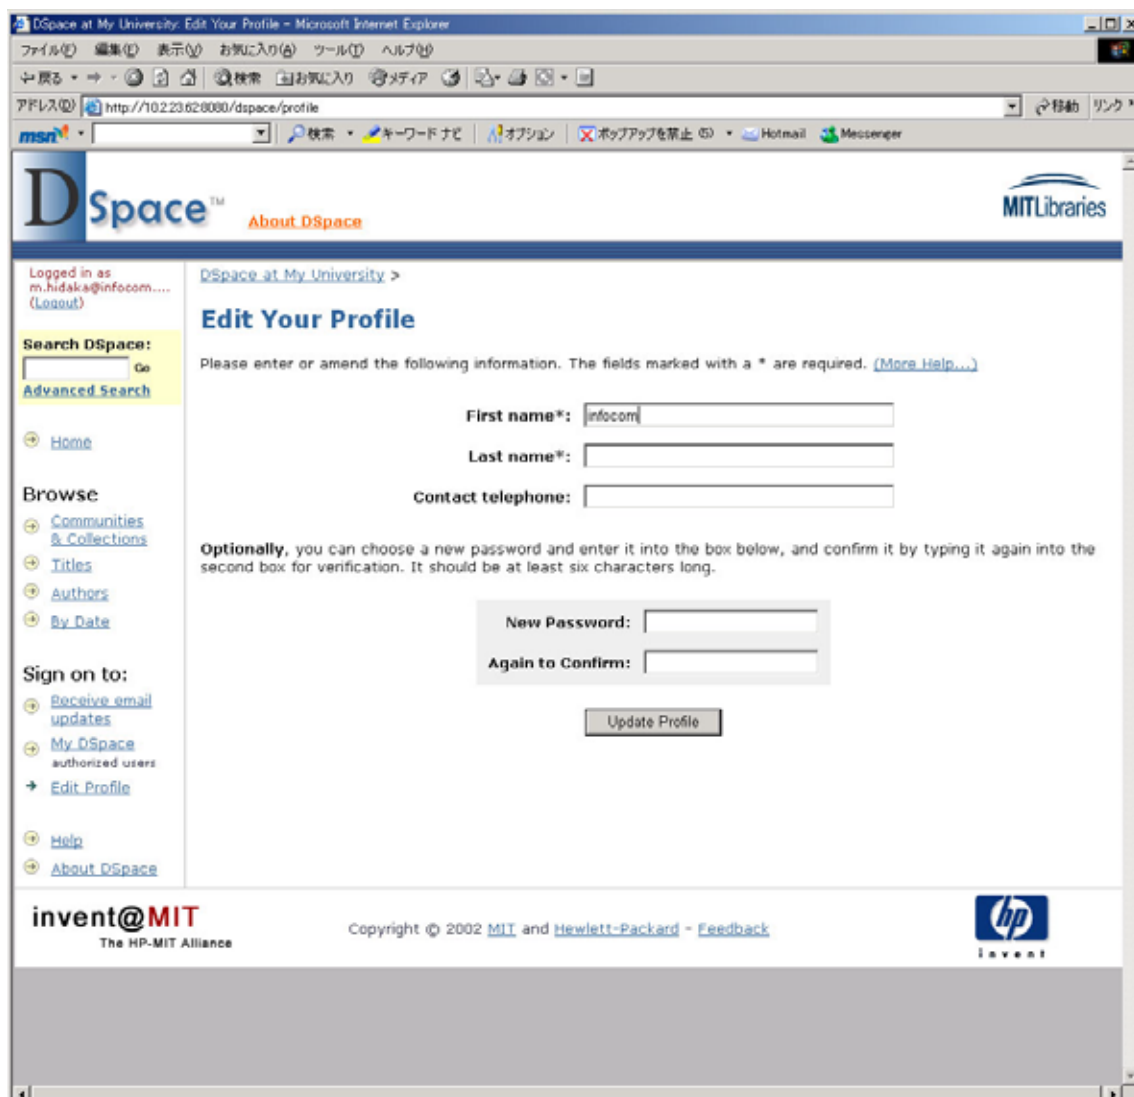 DSpace at My University: Edit Your Profile - Microsoft Internet Explorer
ファイル(F) 編集(E) 表示(V) お気に入り(A) ツール(T) ヘルプ(H)
戻る 検索 お気に入り メディア
アドレス(D) http://10.2.23.62:8080/dspace/profile 移動 リンク »
msn 検索 キーワード ナビ オプション ポップアップを禁止 (5) Hotmail Messenger
DSpace™ About DSpace MITLibraries
Logged in as
m.hidaka@infocom....
(Logout)
DSpace at My University >
Edit Your Profile
Search DSpace:
Go
Advanced Search
Please enter or amend the following information. The fields marked with a * are required. (More Help...)
First name*: infocom
Last name*:
Contact telephone:
Home
Browse
Communities
& Collections
Titles
Authors
By Date
Optionally, you can choose a new password and enter it into the box below, and confirm it by typing it again into the
second box for verification. It should be at least six characters long.
New Password:
Again to Confirm:
Update Profile
Sign on to:
Receive email
updates
My DSpace
authorized users
Edit Profile
Help
About DSpace
invent@MIT
The HP-MIT Alliance
Copyright © 2002 MIT and Hewlett-Packard - Feedback
hp
invent